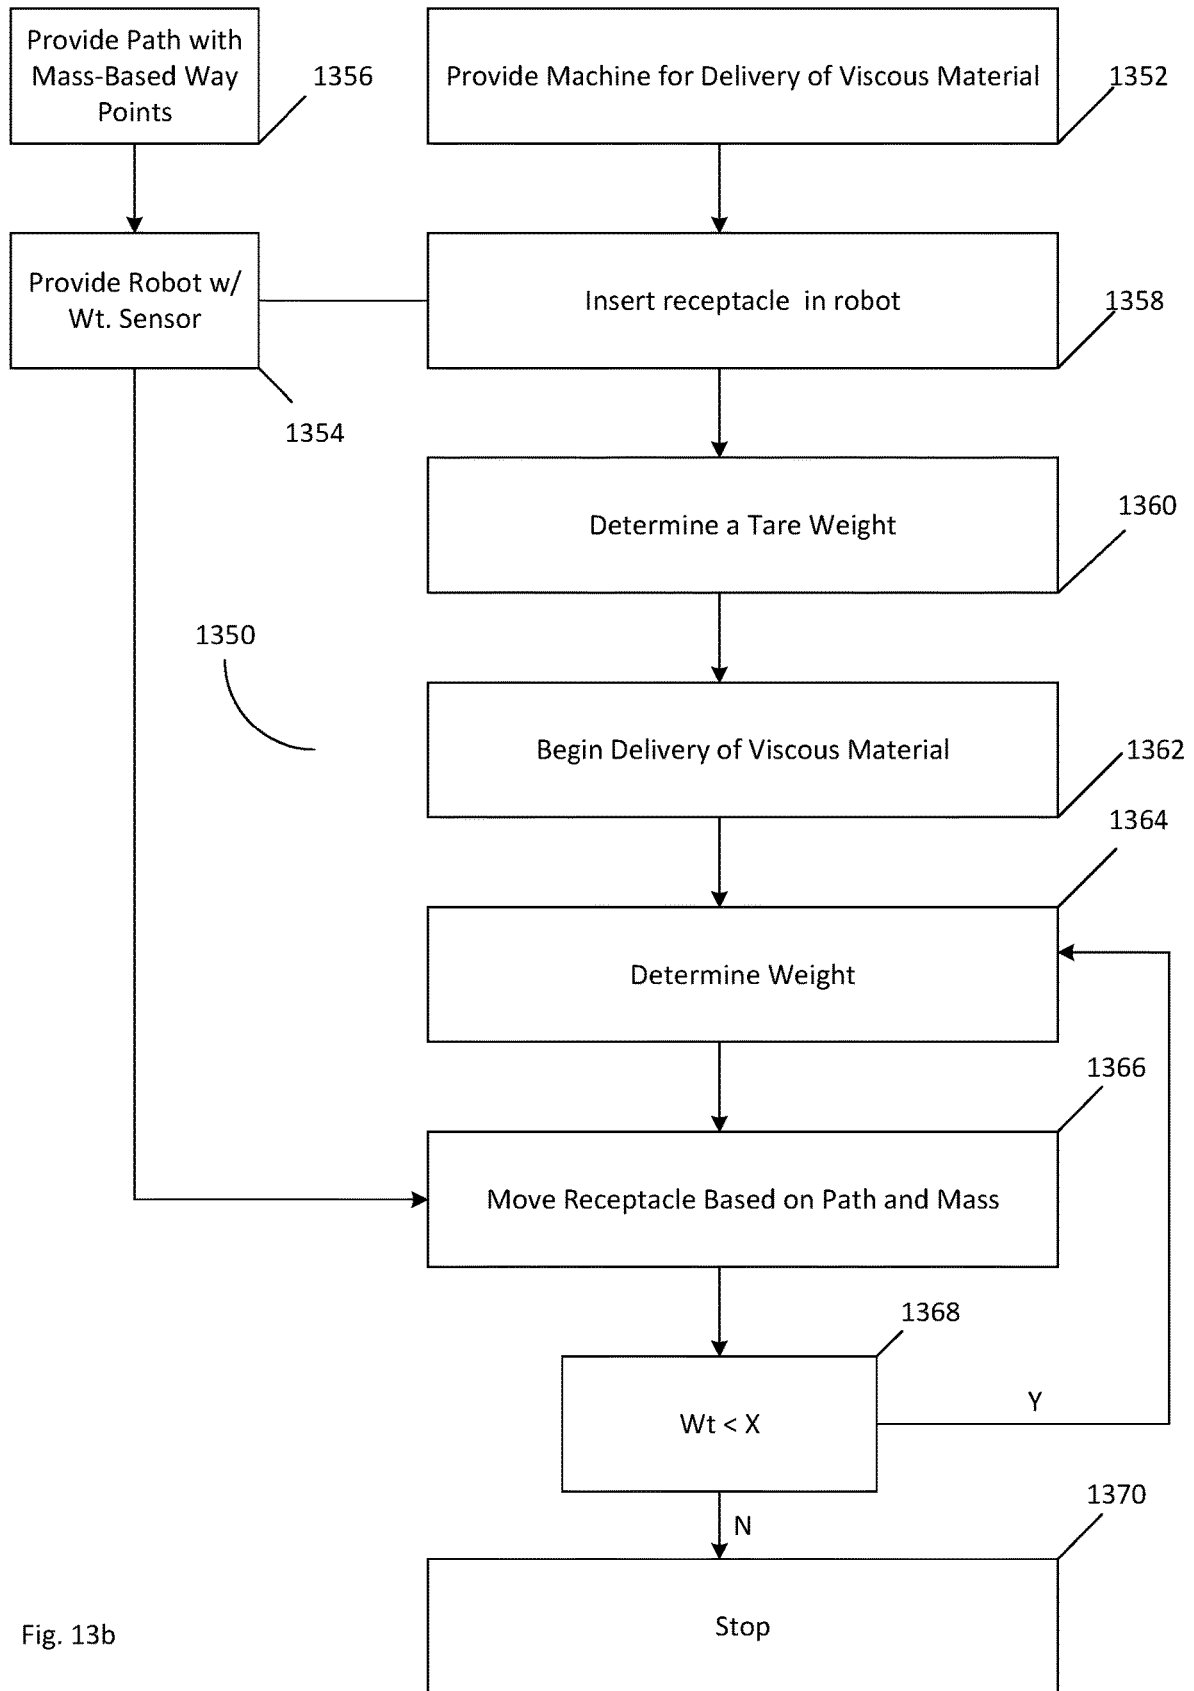 Provide Path with
Mass-Based Way
Points
1356
Provide Machine for Delivery of Viscous Material
1352
Provide Robot w/
Wt. Sensor
1354
Insert receptacle in robot
1358
Determine a Tare Weight
1360
1350
Begin Delivery of Viscous Material
1362
1364
Determine Weight
1366
Move Receptacle Based on Path and Mass
1368
Wt < X
Y
N
1370
Stop
Fig. 13b